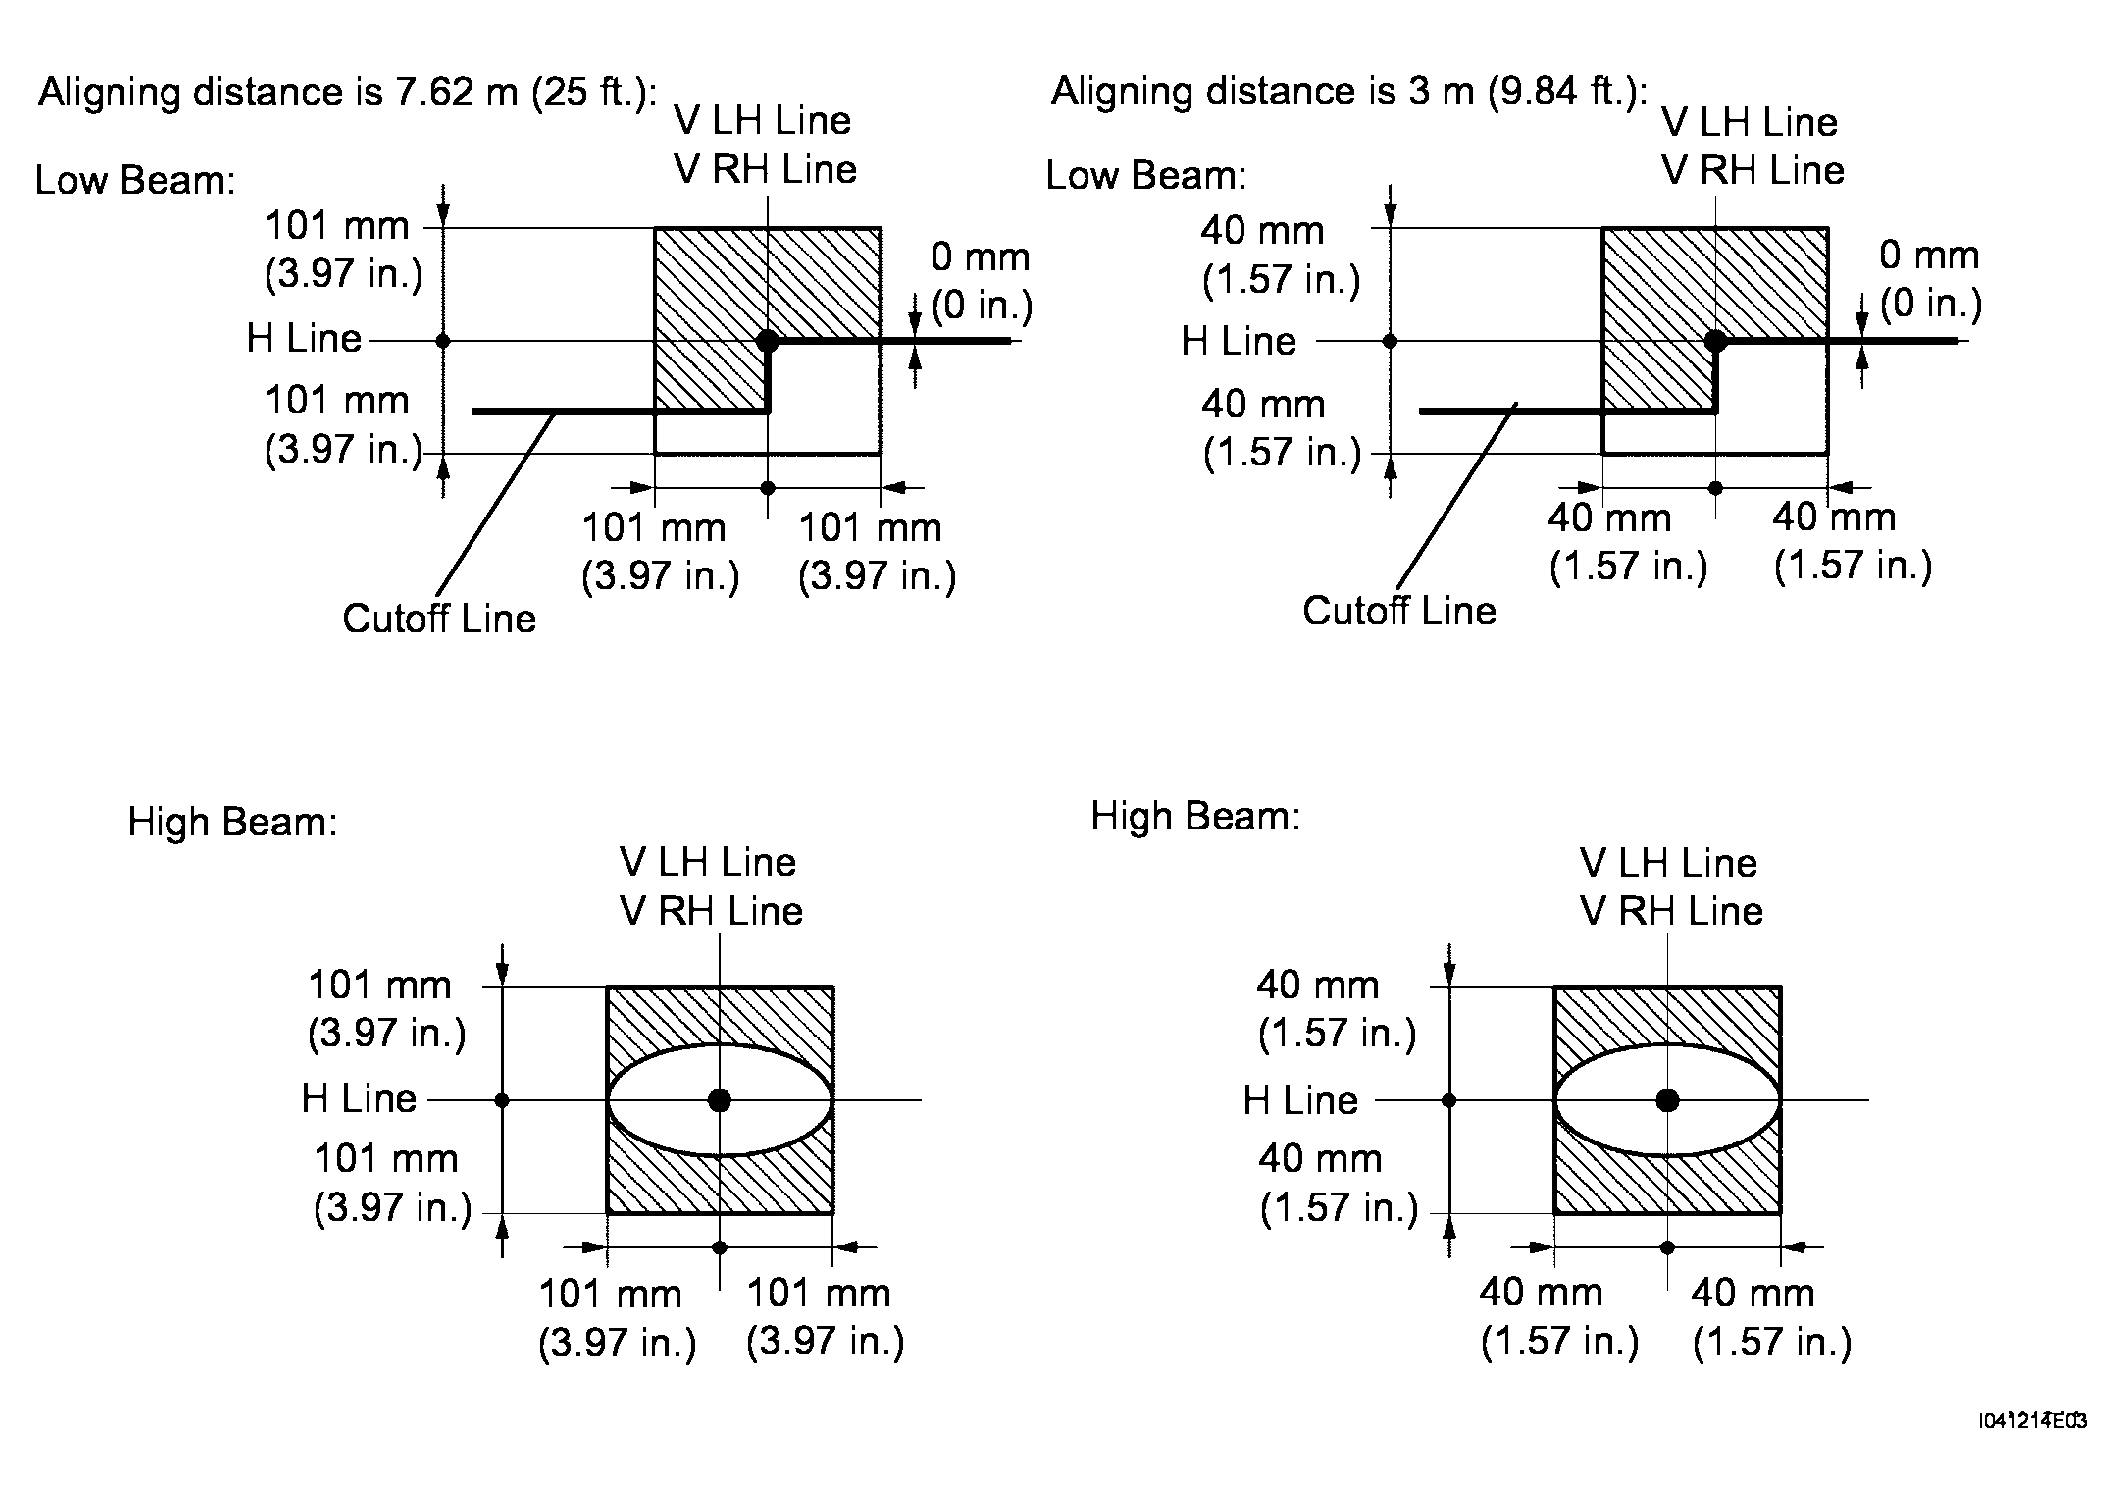 Aligning distance is 7.62 m (25 ft.):
V LH Line
V RH Line
Low Beam:
101 mm
(3.97 in.)
0 mm
(0 in.)
H Line
101 mm
(3.97 in.)
101 mm
(3.97 in.)
101 mm
(3.97 in.)
Cutoff Line
Aligning distance is 3 m (9.84 ft.):
V LH Line
V RH Line
Low Beam:
40 mm
(1.57 in.)
0 mm
(0 in.)
H Line
40 mm
(1.57 in.)
40 mm
(1.57 in.)
40 mm
(1.57 in.)
Cutoff Line
High Beam:
V LH Line
V RH Line
101 mm
(3.97 in.)
H Line
101 mm
(3.97 in.)
101 mm
(3.97 in.)
101 mm
(3.97 in.)
High Beam:
V LH Line
V RH Line
40 mm
(1.57 in.)
H Line
40 mm
(1.57 in.)
40 mm
(1.57 in.)
40 mm
(1.57 in.)
I041214E03